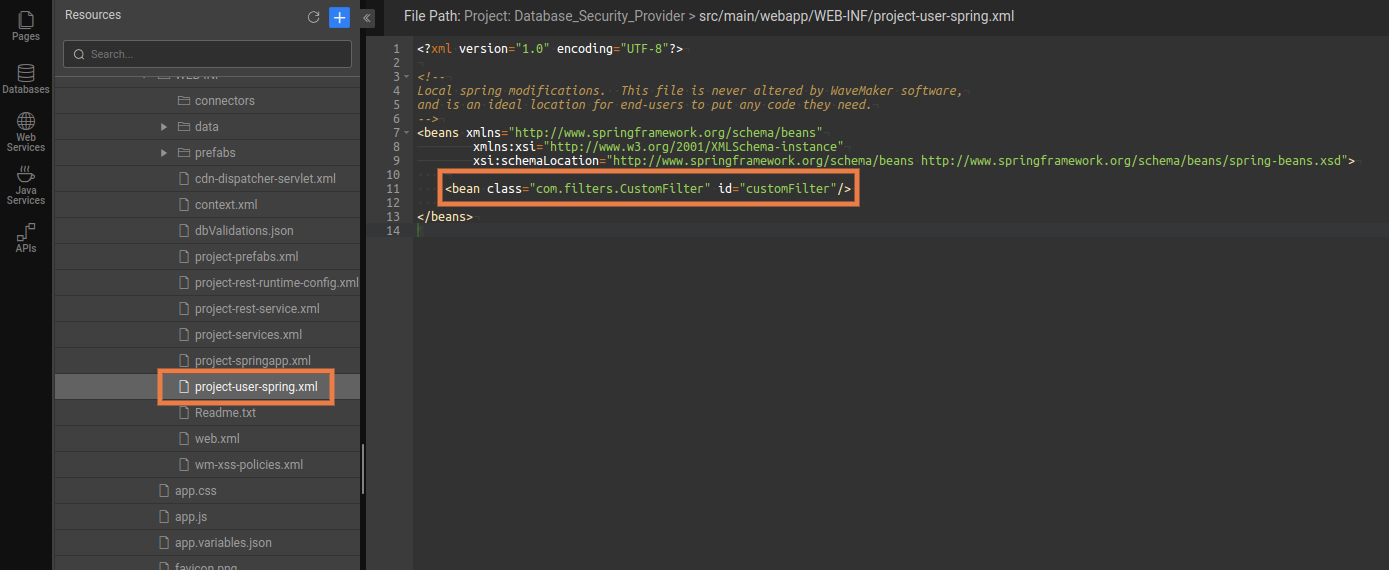 Pages
Databases
Web
Services
Java
Services
APIs
Resources
Search...
WEB-INF
connectors
data
prefabs
cdn-dispatcher-servlet.xml
context.xml
dbValidations.json
project-prefabs.xml
project-rest-runtime-config.xml
project-rest-service.xml
project-services.xml
project-springapp.xml
project-user-spring.xml
Readme.txt
web.xml
wm-xss-policies.xml
app.css
app.js
app.variables.json
favicon.png
File Path: Project: Database_Security_Provider > src/main/webapp/WEB-INF/project-user-spring.xml
1 <?xml version="1.0" encoding="UTF-8"?>
2
3 <!--
4 Local spring modifications.  This file is never altered by WaveMaker software,
5 and is an ideal location for end-users to put any code they need.
6 -->
7 <beans xmlns="http://www.springframework.org/schema/beans"
8 xmlns:xsi="http://www.w3.org/2001/XMLSchema-instance"
9 xsi:schemaLocation="http://www.springframework.org/schema/beans http://www.springframework.org/schema/beans/spring-beans.xsd">
10
11 <bean class="com.filters.CustomFilter" id="customFilter"/>
12
13 </beans>
14